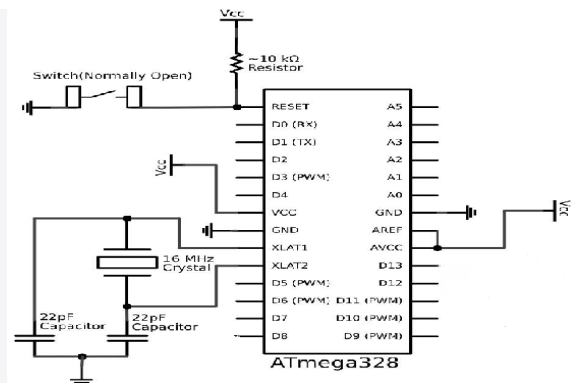 Vcc
~10 kΩ
Resistor
Switch(Normally Open)
RESET A5
D0 (RX) A4
D1 (TX) A3
D2 A2
Vcc
D3 (PWM) A1
D4 A0
VCC GND
Vcc
GND AREF
XLAT1 AVCC
16 MHz
Crystal
XLAT2 D13
D5 (PWM) D12
D6 (PWM) D11 (PWM)
22pF
Capacitor
22pF
Capacitor
D7 D10 (PWM)
D8 D9 (PWM)
ATmega328